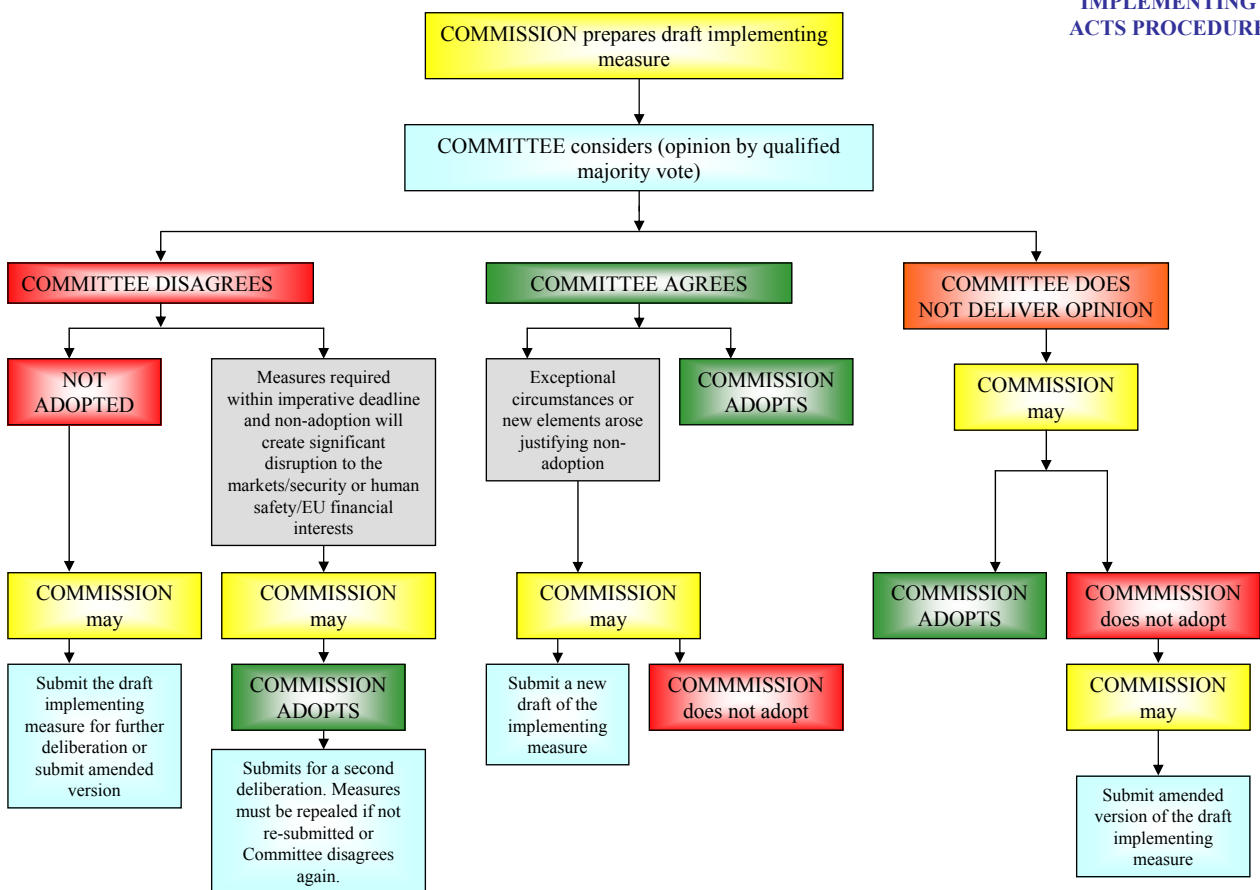 IMPLEMENTING
ACTS PROCEDURE
COMMISSION prepares draft implementing
measure
COMMITTEE considers (opinion by qualified
majority vote)
COMMITTEE DISAGREES
COMMITTEE AGREES
COMMITTEE DOES
NOT DELIVER OPINION
NOT
ADOPTED
Measures required
within imperative deadline
and non-adoption will
create significant
disruption to the
markets/security or human
safety/EU financial
interests
Exceptional
circumstances or
new elements arose
justifying non-
adoption
COMMISSION
ADOPTS
COMMISSION
may
COMMISSION
may
COMMISSION
may
COMMISSION
may
COMMISSION
ADOPTS
COMMMISSION
does not adopt
Submit the draft
implementing
measure for further
deliberation or
submit amended
version
COMMISSION
ADOPTS
Submit a new
draft of the
implementing
measure
COMMMISSION
does not adopt
COMMISSION
may
Submits for a second
deliberation. Measures
must be repealed if not
re-submitted or
Committee disagrees
again.
Submit amended
version of the draft
implementing
measure